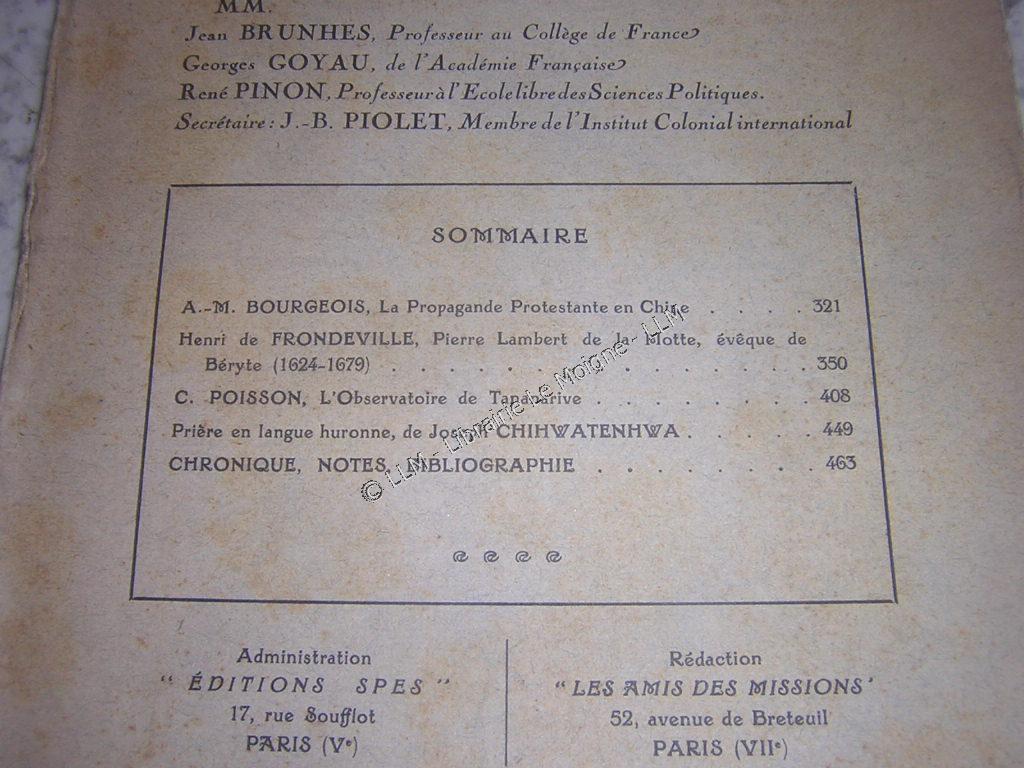 MM.
Jean BRUNHES, Professeur au Collège de France
Georges GOYAU, de l'Académie Française
René PINON, Professeur à l'Ecole libre des Sciences Politiques.
Secrétaire: J.-B. PIOLET, Membre de l'Institut Colonial international
SOMMAIRE
A.-M. BOURGEOIS, La Propagande Protestante en Chine . . . . 321
Henri de FRONDEVILLE, Pierre Lambert de la Motte, évêque de
Béryte (1624-1679) . . . . . . . . . . . . . . . 350
C. POISSON, L'Observatoire de Tananarive . . . . . . . . 408
Prière en langue huronne, de Joseph CHIHWATENHWA . . . . . 449
CHRONIQUE, NOTES, BIBLIOGRAPHIE . . . . . . . . 463
© LLM - Librairie Le Moigne - LLM
Administration
" ÉDITIONS SPES "
17, rue Soufflot
PARIS (Ve)
Rédaction
"LES AMIS DES MISSIONS'
52, avenue de Breteuil
PARIS (VIIe)